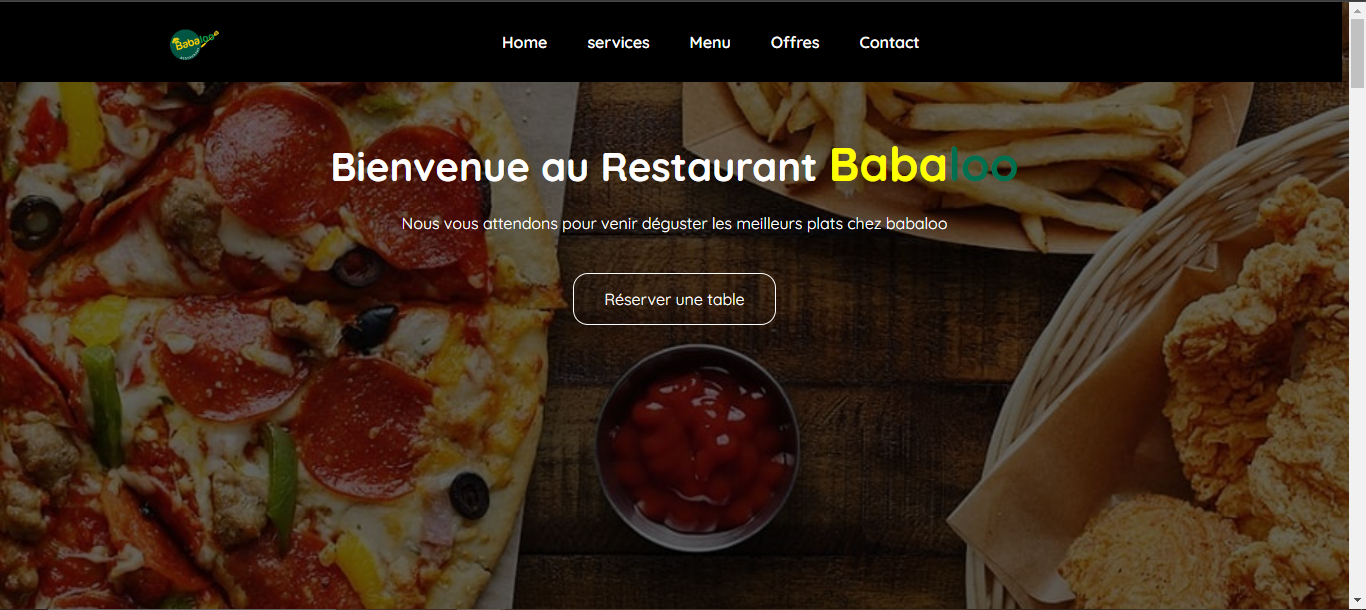 Babaloo
Home services Menu Offres Contact
Bienvenue au Restaurant Babaloo
Nous vous attendons pour venir déguster les meilleurs plats chez babaloo
Réserver une table